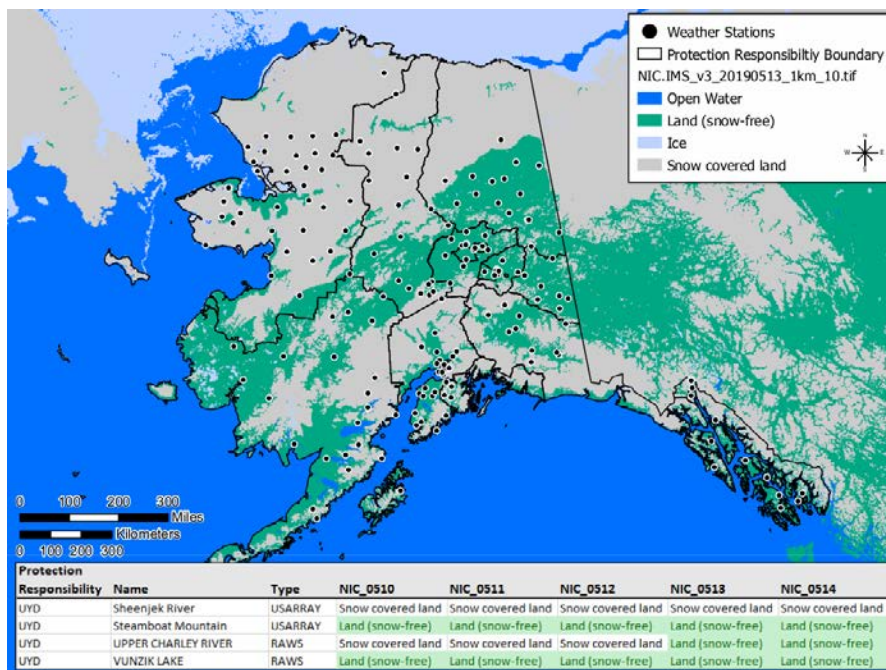 Weather Stations
Protection Responsibiltiy Boundary
NIC.IMS_v3_20190513_1km_10.tif
Open Water
Land (snow-free)
Ice
Snow covered land
N
W E
S
0 100 200 300
Miles
Kilometers
0 100 200 300
Protection
Responsibility Name Type NIC_0510 NIC_0511 NIC_0512 NIC_0513 NIC_0514
UYD Sheenjek River USARRAY Snow covered land Snow covered land Snow covered land Snow covered land Snow covered land
UYD Steamboat Mountain USARRAY Land (snow-free) Land (snow-free) Land (snow-free) Land (snow-free) Land (snow-free)
UYD UPPER CHARLEY RIVER RAWS Snow covered land Snow covered land Snow covered land Land (snow-free) Land (snow-free)
UYD VUNZIK LAKE RAWS Land (snow-free) Land (snow-free) Land (snow-free) Land (snow-free) Land (snow-free)